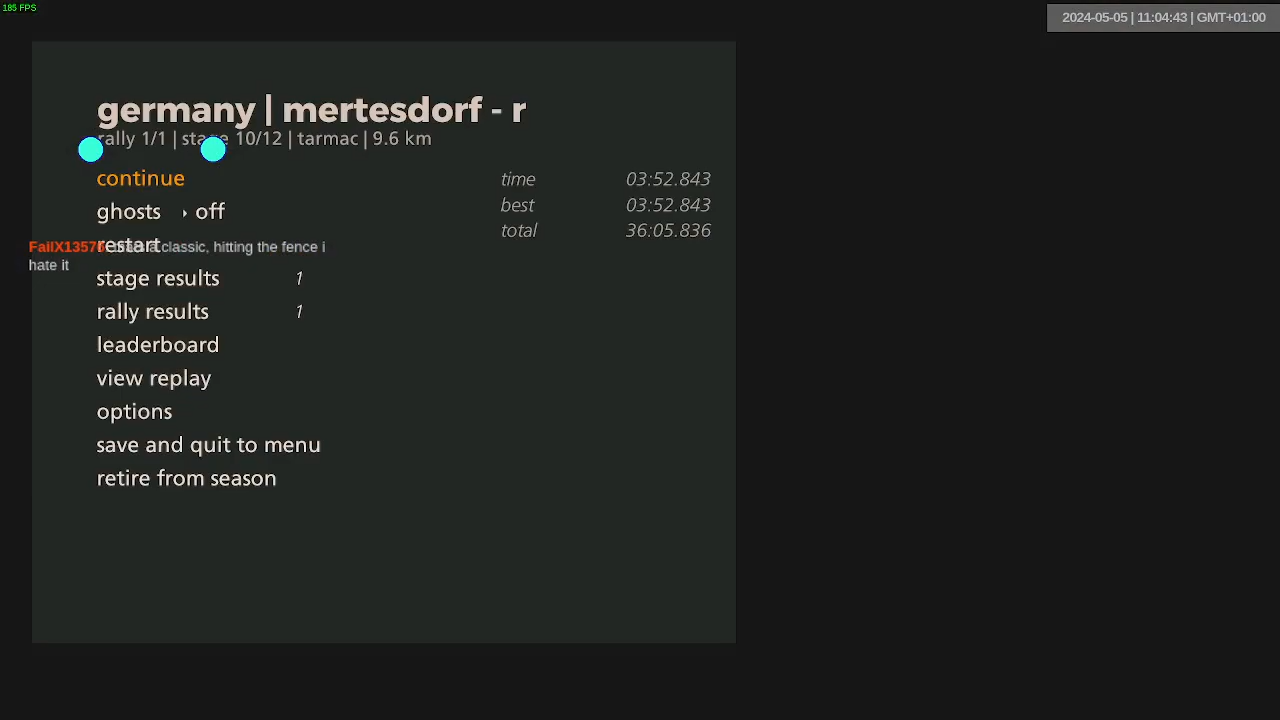 185 FPS
2024-05-05 | 11:04:43 | GMT+01:00
germany | mertesdorf - r
rally 1/1 | stage 10/12 | tarmac | 9.6 km
continue
time 03:52.843
ghosts off
best 03:52.843
total 36:05.836
restart
classic, hitting the fence i
hate it
stage results 1
rally results 1
leaderboard
view replay
options
save and quit to menu
retire from season